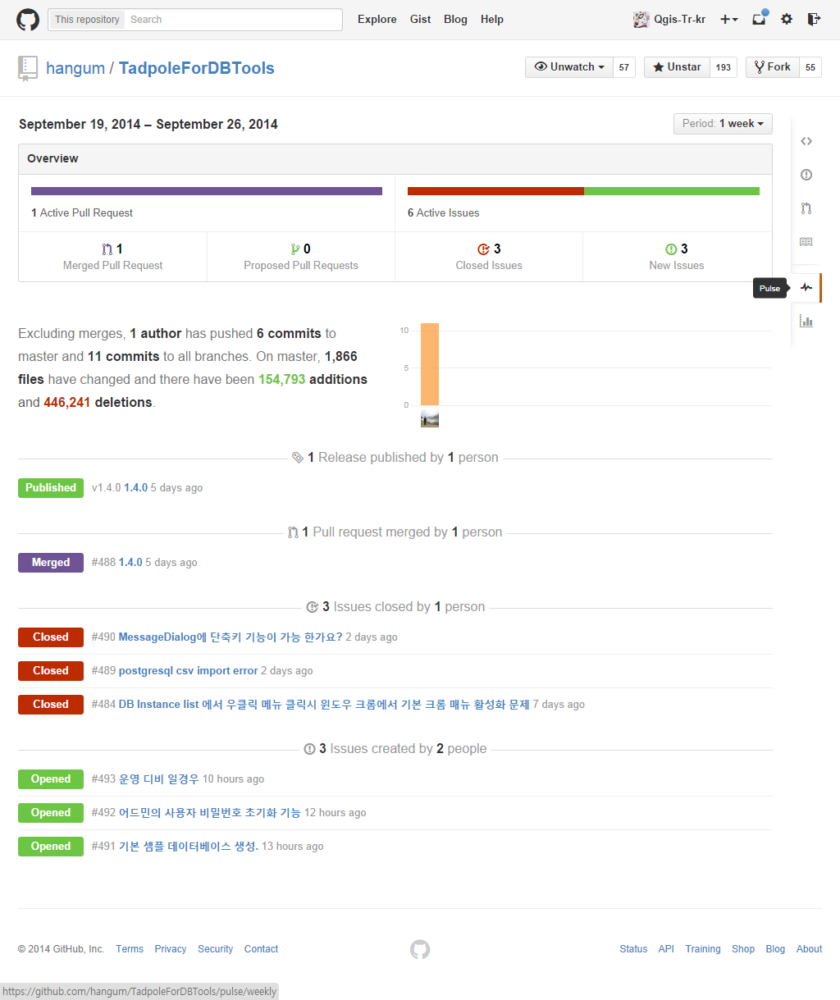 This repository Search Explore Gist Blog Help Qgis-Tr-kr
hangum / TadpoleForDBTools Unwatch 57 Unstar 193 Fork 55
September 19, 2014 – September 26, 2014 Period: 1 week
Overview
1 Active Pull Request 6 Active Issues
1 0 3 3
Merged Pull Request Proposed Pull Requests Closed Issues New Issues
Pulse
Excluding merges, 1 author has pushed 6 commits to
master and 11 commits to all branches. On master, 1,866
files have changed and there have been 154,793 additions
and 446,241 deletions.
10
5
0
1 Release published by 1 person
Published v1.4.0 1.4.0 5 days ago
1 Pull request merged by 1 person
Merged #488 1.4.0 5 days ago
3 Issues closed by 1 person
Closed #490 MessageDialog에 단축키 기능이 가능 한가요? 2 days ago
Closed #489 postgresql csv import error 2 days ago
Closed #484 DB Instance list 에서 우클릭 메뉴 클릭시 윈도우 크롬에서 기본 크롬 매뉴 활성화 문제 7 days ago
3 Issues created by 2 people
Opened #493 운영 디비 일경우 10 hours ago
Opened #492 어드민의 사용자 비밀번호 초기화 기능 12 hours ago
Opened #491 기본 셈플 데이터베이스 생성. 13 hours ago
© 2014 GitHub, Inc. Terms Privacy Security Contact Status API Training Shop Blog About
https://github.com/hangum/TadpoleForDBTools/pulse/weekly